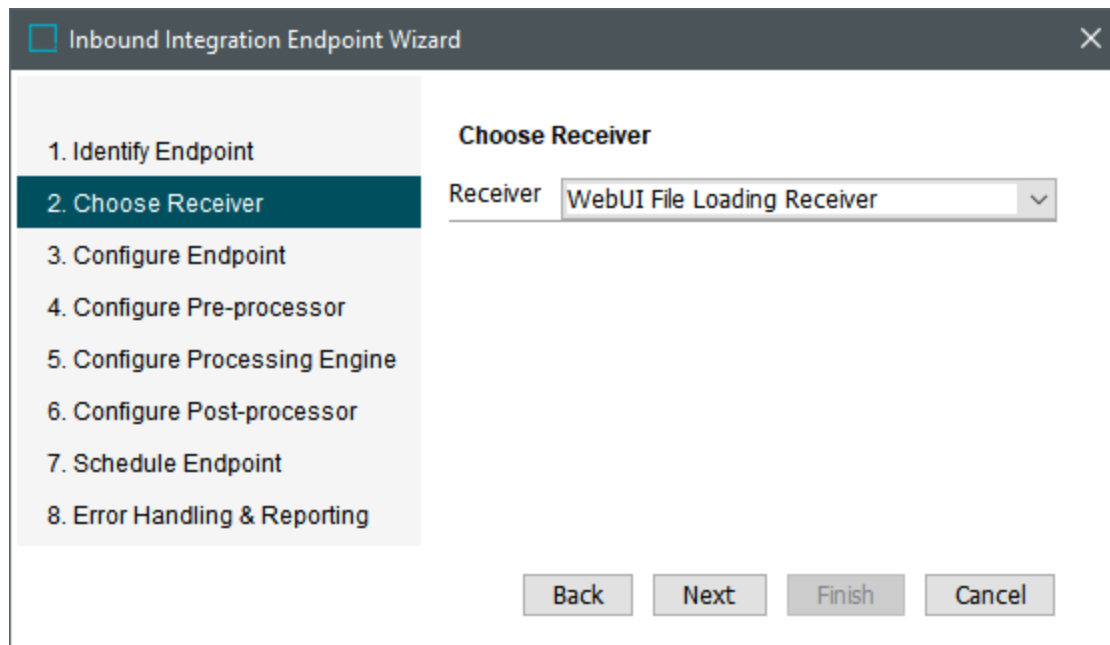 Inbound Integration Endpoint Wizard
1. Identify Endpoint
2. Choose Receiver
3. Configure Endpoint
4. Configure Pre-processor
5. Configure Processing Engine
6. Configure Post-processor
7. Schedule Endpoint
8. Error Handling & Reporting
Choose Receiver
Receiver WebUI File Loading Receiver
Back Next Finish Cancel